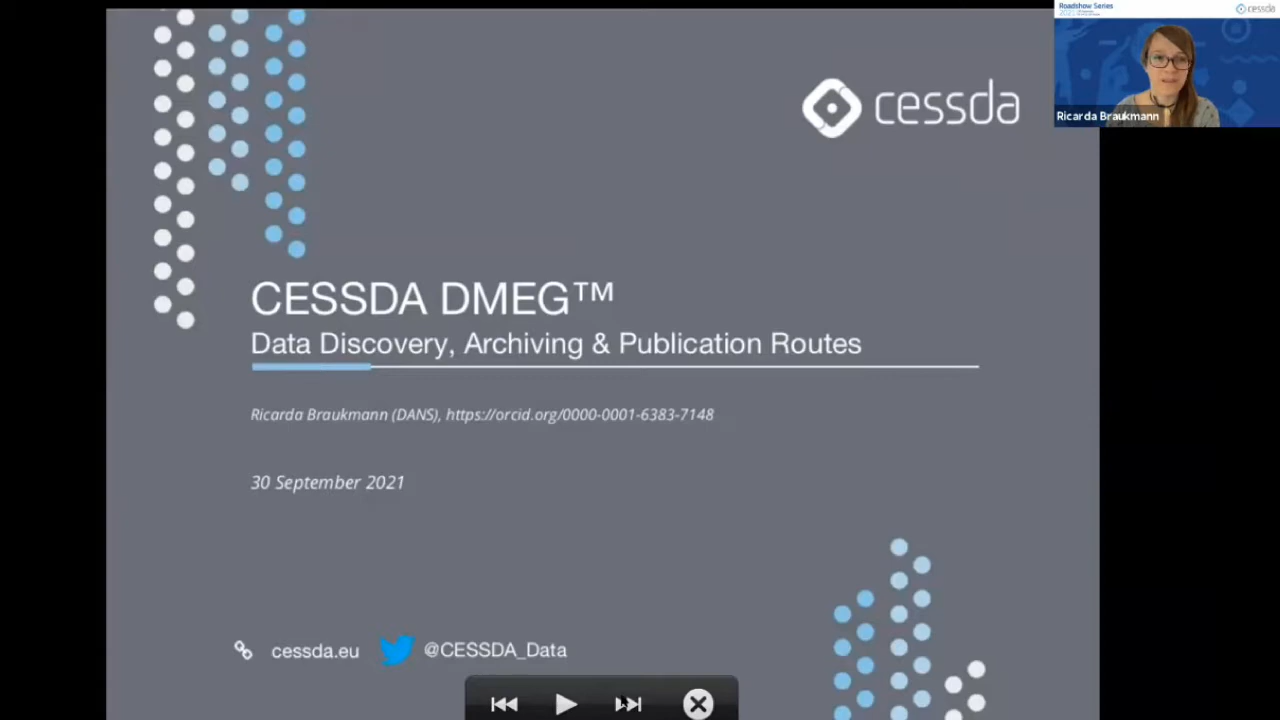 Roadshow Series
2021
cessda
Ricarda Braukmann
cessda
CESSDA DMEG™
Data Discovery, Archiving & Publication Routes
Ricarda Braukmann (DANS), https://orcid.org/0000-0001-6383-7148
30 September 2021
cessda.eu
@CESSDA_Data